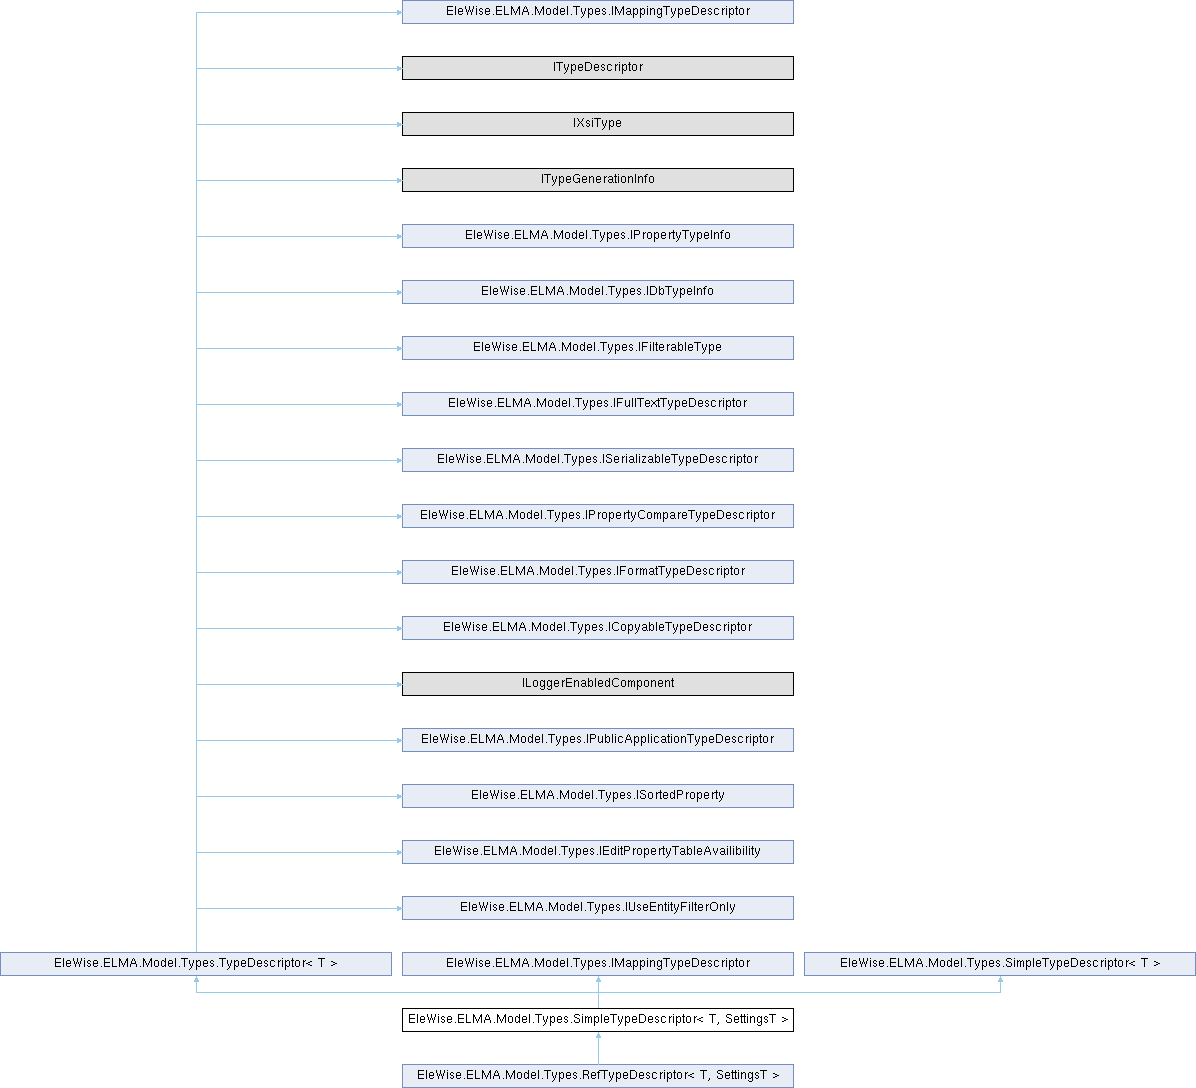 EleWise.ELMA.Model.Types.IMappingTypeDescriptor
ITypeDescriptor
IXsiType
ITypeGenerationInfo
EleWise.ELMA.Model.Types.IPropertyTypeInfo
EleWise.ELMA.Model.Types.IDbTypeInfo
EleWise.ELMA.Model.Types.IFilterableType
EleWise.ELMA.Model.Types.IFullTextTypeDescriptor
EleWise.ELMA.Model.Types.ISerializableTypeDescriptor
EleWise.ELMA.Model.Types.IPropertyCompareTypeDescriptor
EleWise.ELMA.Model.Types.IFormatTypeDescriptor
EleWise.ELMA.Model.Types.ICopyableTypeDescriptor
ILoggerEnabledComponent
EleWise.ELMA.Model.Types.IPublicApplicationTypeDescriptor
EleWise.ELMA.Model.Types.ISortedProperty
EleWise.ELMA.Model.Types.IEditPropertyTableAvailibility
EleWise.ELMA.Model.Types.IUseEntityFilterOnly
EleWise.ELMA.Model.Types.TypeDescriptor< T >
EleWise.ELMA.Model.Types.IMappingTypeDescriptor
EleWise.ELMA.Model.Types.SimpleTypeDescriptor< T >
EleWise.ELMA.Model.Types.SimpleTypeDescriptor< T, SettingsT >
EleWise.ELMA.Model.Types.RefTypeDescriptor< T, SettingsT >